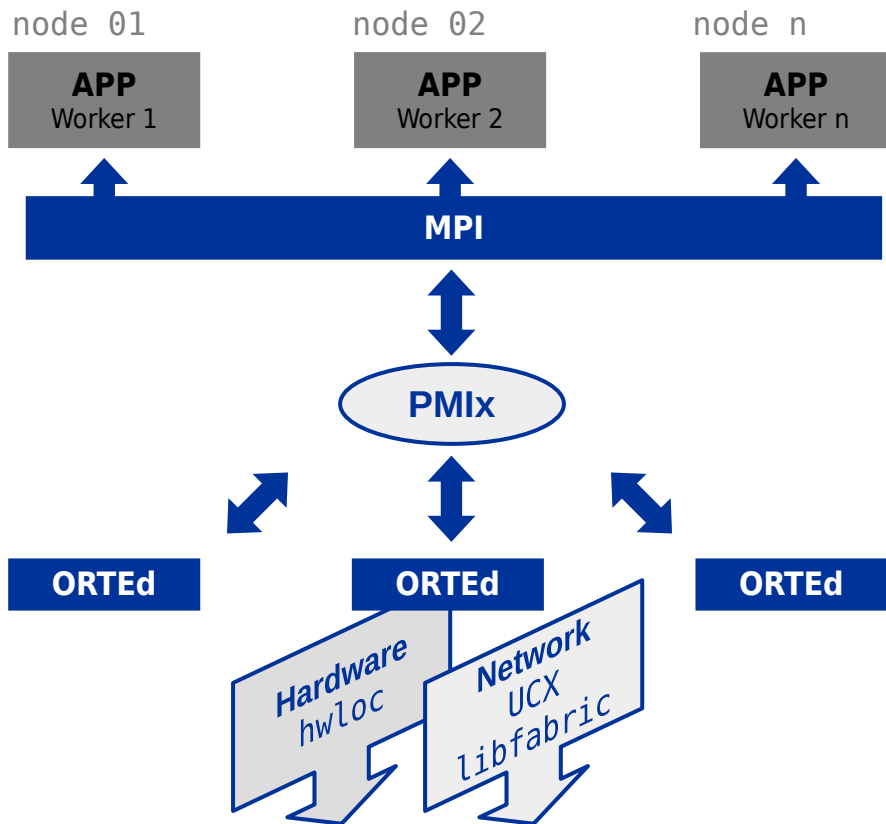 node 01
node 02
node n
APP
Worker 1
APP
Worker 2
APP
Worker n
MPI
PMIx
ORTEd
ORTEd
ORTEd
Hardware
hwloc
Network
UCX
libfabric